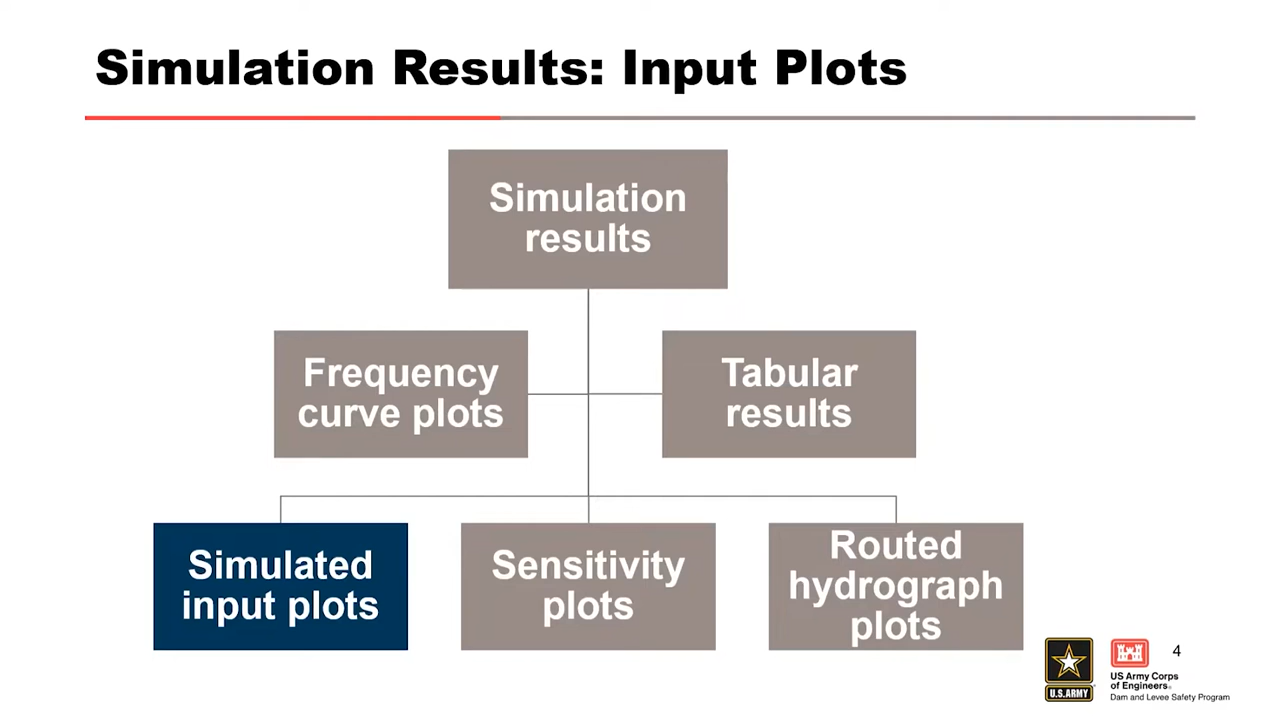 Simulation Results: Input Plots
Simulation
results
Frequency
curve plots
Tabular
results
Simulated
input plots
Sensitivity
plots
Routed
hydrograph
plots
U.S.ARMY
US Army Corps
of Engineers®
Dam and Levee Safety Program
4